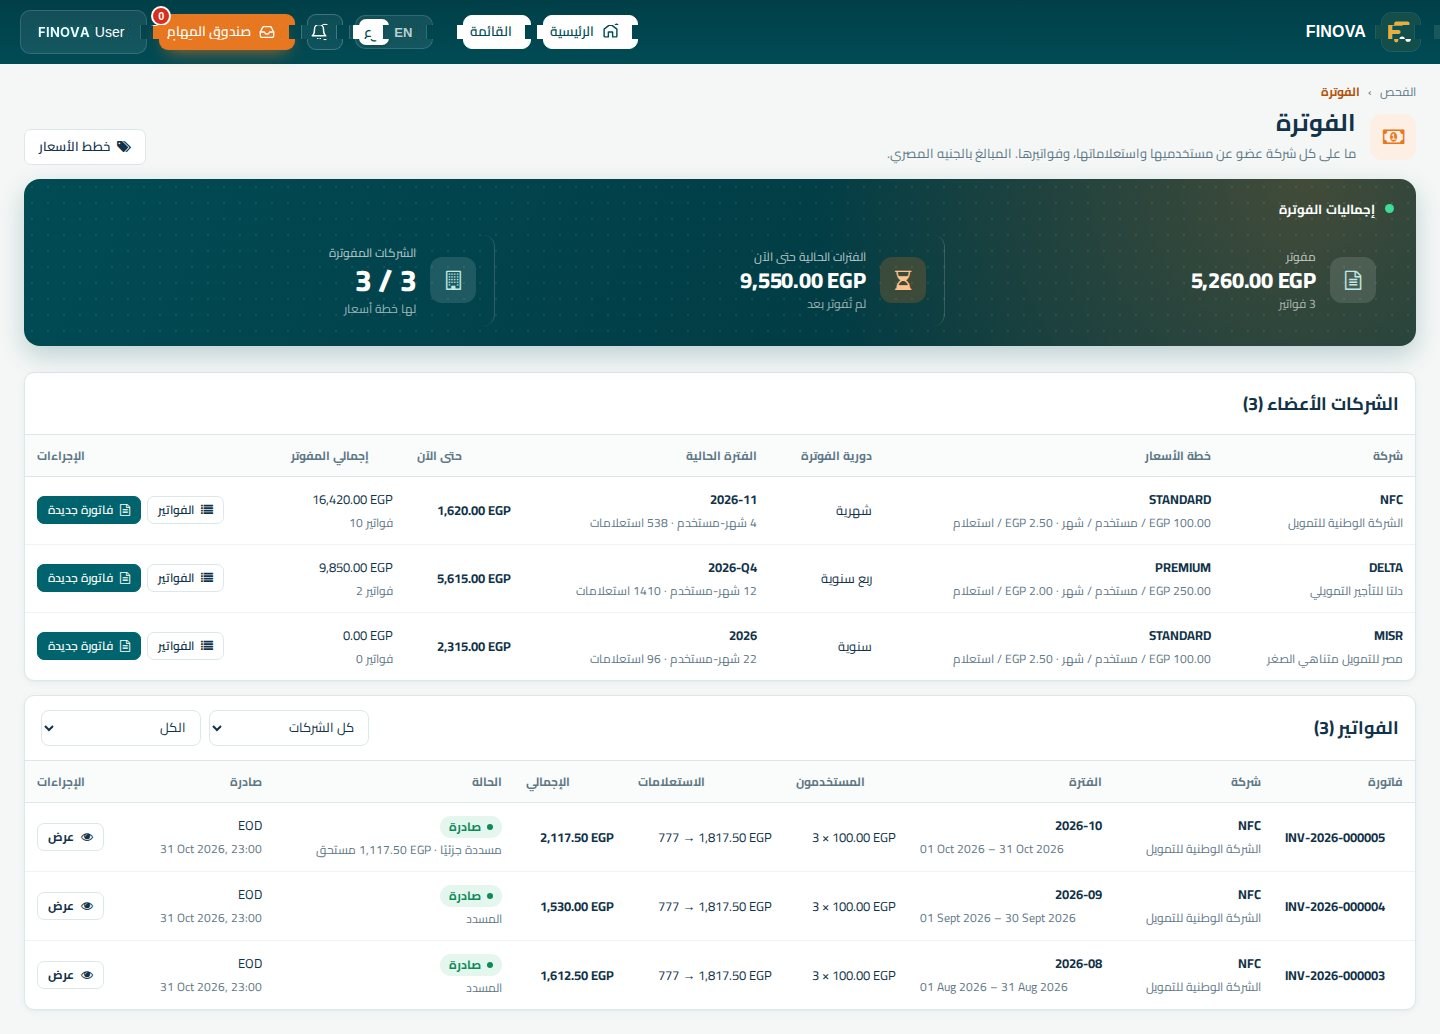 FINOVA
الرئيسية
القائمة
EN
ع
صندوق المهام
0
FINOVA User
الفحص › الفوترة
الفوترة
ما على كل شركة عضو عن مستخدميها واستعلاماتها، وفواتيرها. المبالغ بالجنيه المصري.
خطط الأسعار
إجماليات الفوترة
مفوتر
5,260.00 EGP
3 فواتير
الفترات الحالية حتى الآن
9,550.00 EGP
لم تُفوتر بعد
الشركات المفوترة
3 / 3
لها خطة أسعار
الشركات الأعضاء (3)
شركة خطة الأسعار دورية الفوترة الفترة الحالية حتى الآن إجمالي المفوتر الإجراءات
NFC STANDARD شهرية 2026-11 1,620.00 EGP 16,420.00 EGP الفواتير فاتورة جديدة
الشركة الوطنية للتمويل EGP 100.00 / مستخدم / شهر · EGP 2.50 / استعلام 4 شهر-مستخدم · 538 استعلامات فواتير 10
DELTA PREMIUM ربع سنوية 2026-Q4 5,615.00 EGP 9,850.00 EGP الفواتير فاتورة جديدة
دلتا للتأجير التمويلي EGP 250.00 / مستخدم / شهر · EGP 2.00 / استعلام 12 شهر-مستخدم · 1410 استعلامات فواتير 2
MISR STANDARD سنوية 2026 2,315.00 EGP 0.00 EGP الفواتير فاتورة جديدة
مصر للتمويل متناهي الصغر EGP 100.00 / مستخدم / شهر · EGP 2.50 / استعلام 22 شهر-مستخدم · 96 استعلامات فواتير 0
الفواتير (3)
كل الشركات
الكل
فاتورة شركة الفترة المستخدمون الاستعلامات الإجمالي الحالة صادرة الإجراءات
INV-2026-000005 NFC 2026-10 3 × 100.00 EGP 777 → 1,817.50 EGP 2,117.50 EGP صادرة EOD عرض
الشركة الوطنية للتمويل 01 Oct 2026 – 31 Oct 2026 مسددة جزئيًا · 1,117.50 EGP مستحق 31 Oct 2026, 23:00
INV-2026-000004 NFC 2026-09 3 × 100.00 EGP 777 → 1,817.50 EGP 1,530.00 EGP صادرة EOD عرض
الشركة الوطنية للتمويل 01 Sept 2026 – 30 Sept 2026 المسدد 31 Oct 2026, 23:00
INV-2026-000003 NFC 2026-08 3 × 100.00 EGP 777 → 1,817.50 EGP 1,612.50 EGP صادرة EOD عرض
الشركة الوطنية للتمويل 01 Aug 2026 – 31 Aug 2026 المسدد 31 Oct 2026, 23:00